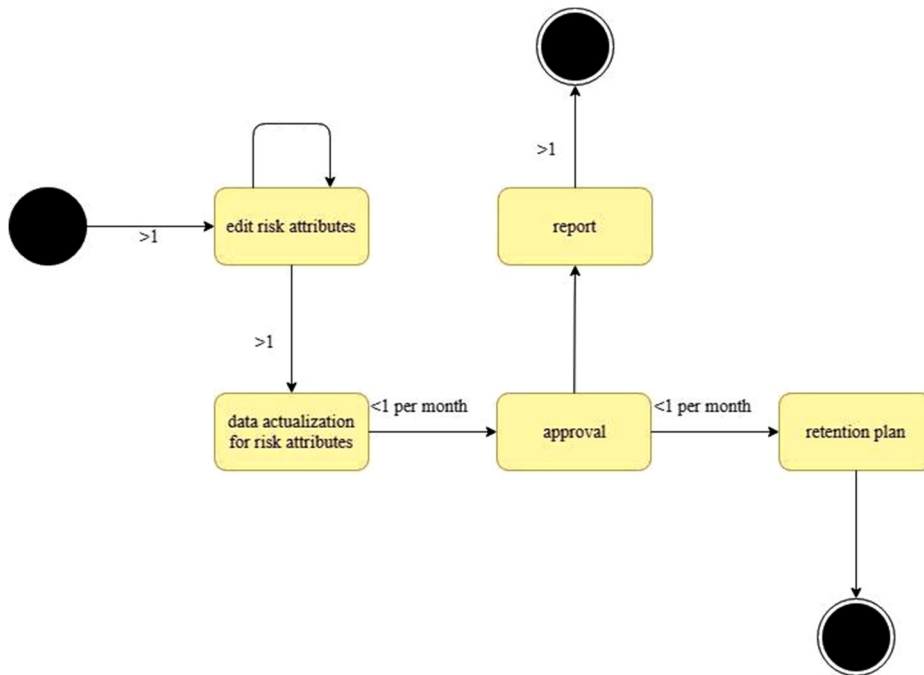 >1
edit risk attributes
>1
report
>1
data actualization
for risk attributes
<1 per month
approval
<1 per month
retention plan